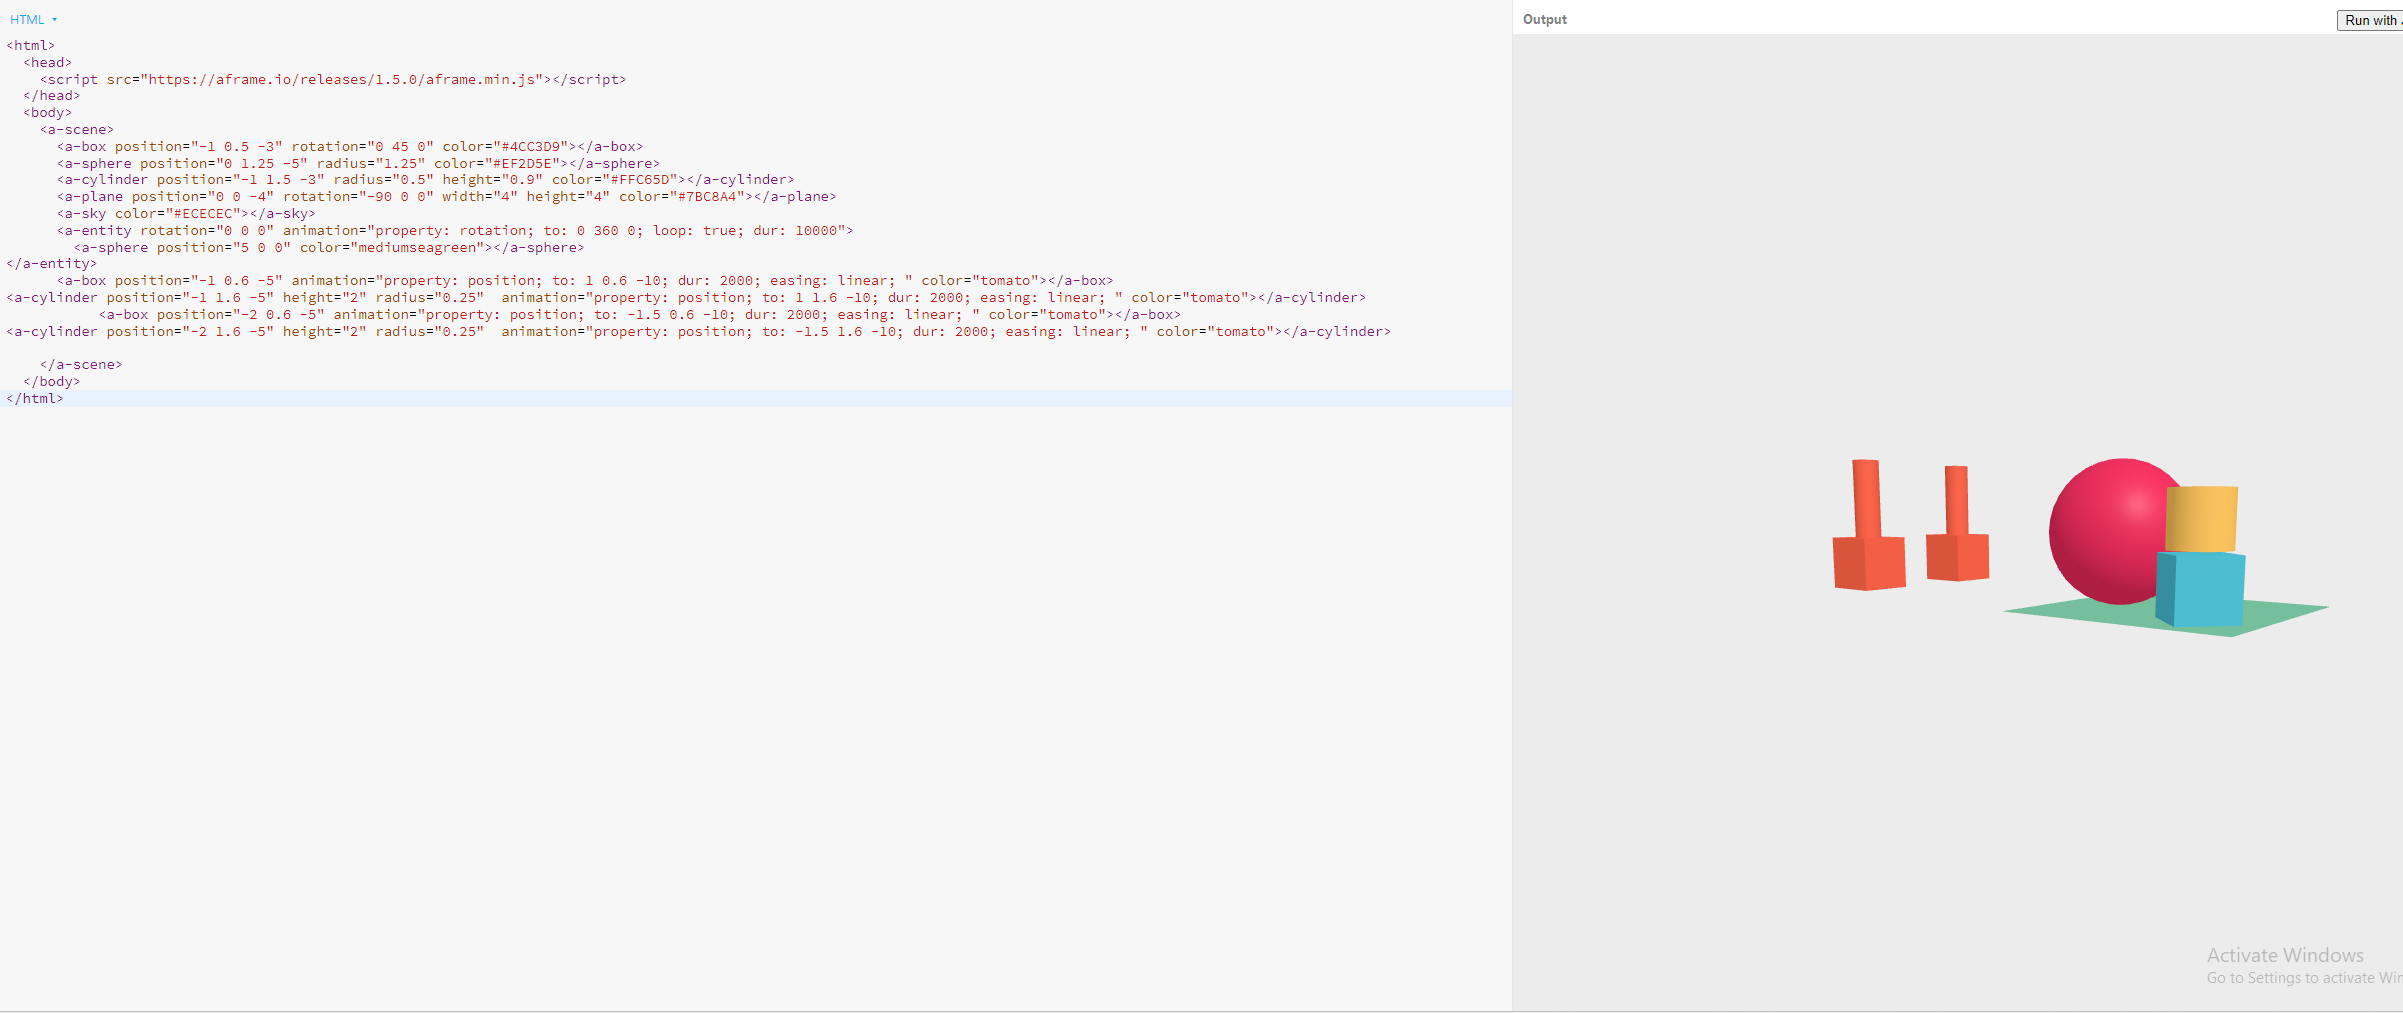 HTML
Output
Run with
<html>
<head>
<script src="https://aframe.io/releases/1.5.0/aframe.min.js"></script>
</head>
<body>
<a-scene>
<a-box position="-1 0.5 -3" rotation="0 45 0" color="#4CC3D9"></a-box>
<a-sphere position="0 1.25 -5" radius="1.25" color="#EF2D5E"></a-sphere>
<a-cylinder position="-1 1.5 -3" radius="0.5" height="0.9" color="#FFC65D"></a-cylinder>
<a-plane position="0 0 -4" rotation="-90 0 0" width="4" height="4" color="#7BC8A4"></a-plane>
<a-sky color="#ECECEC"></a-sky>
<a-entity rotation="0 0 0" animation="property: rotation; to: 0 360 0; loop: true; dur: 10000">
<a-sphere position="5 0 0" color="mediumseagreen"></a-sphere>
</a-entity>
<a-box position="-1 0.6 -5" animation="property: position; to: 1 0.6 -10; dur: 2000; easing: linear; " color="tomato"></a-box>
<a-cylinder position="-1 1.6 -5" height="2" radius="0.25"  animation="property: position; to: 1 1.6 -10; dur: 2000; easing: linear; " color="tomato"></a-cylinder>
<a-box position="-2 0.6 -5" animation="property: position; to: -1.5 0.6 -10; dur: 2000; easing: linear; " color="tomato"></a-box>
<a-cylinder position="-2 1.6 -5" height="2" radius="0.25"  animation="property: position; to: -1.5 1.6 -10; dur: 2000; easing: linear; " color="tomato"></a-cylinder>
</a-scene>
</body>
</html>
Activate Windows
Go to Settings to activate